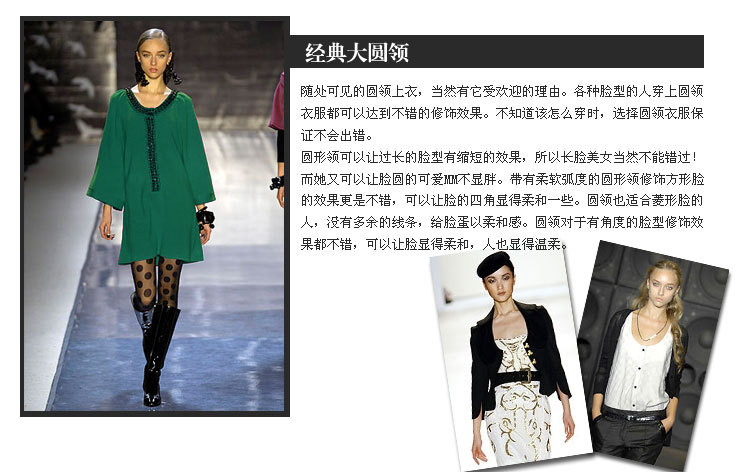 经典大圆领
随处可见的圆领上衣，当然有它受欢迎的理由。各种脸型的人穿上圆领
衣服都可以达到不错的修饰效果。不知道该怎么穿时，选择圆领衣服保
证不会出错。
圆形领可以让过长的脸型有缩短的效果，所以长脸美女当然不能错过！
而她又可以让脸圆的可爱MM不显胖。带有柔软弧度的圆形领修饰方形脸
的效果更是不错，可以让脸的四角显得柔和一些。圆领也适合菱形脸的
人，没有多余的线条，给脸蛋以柔和感。圆领对于有角度的脸型修饰效
果都不错，可以让脸显得柔和，人也显得温柔。